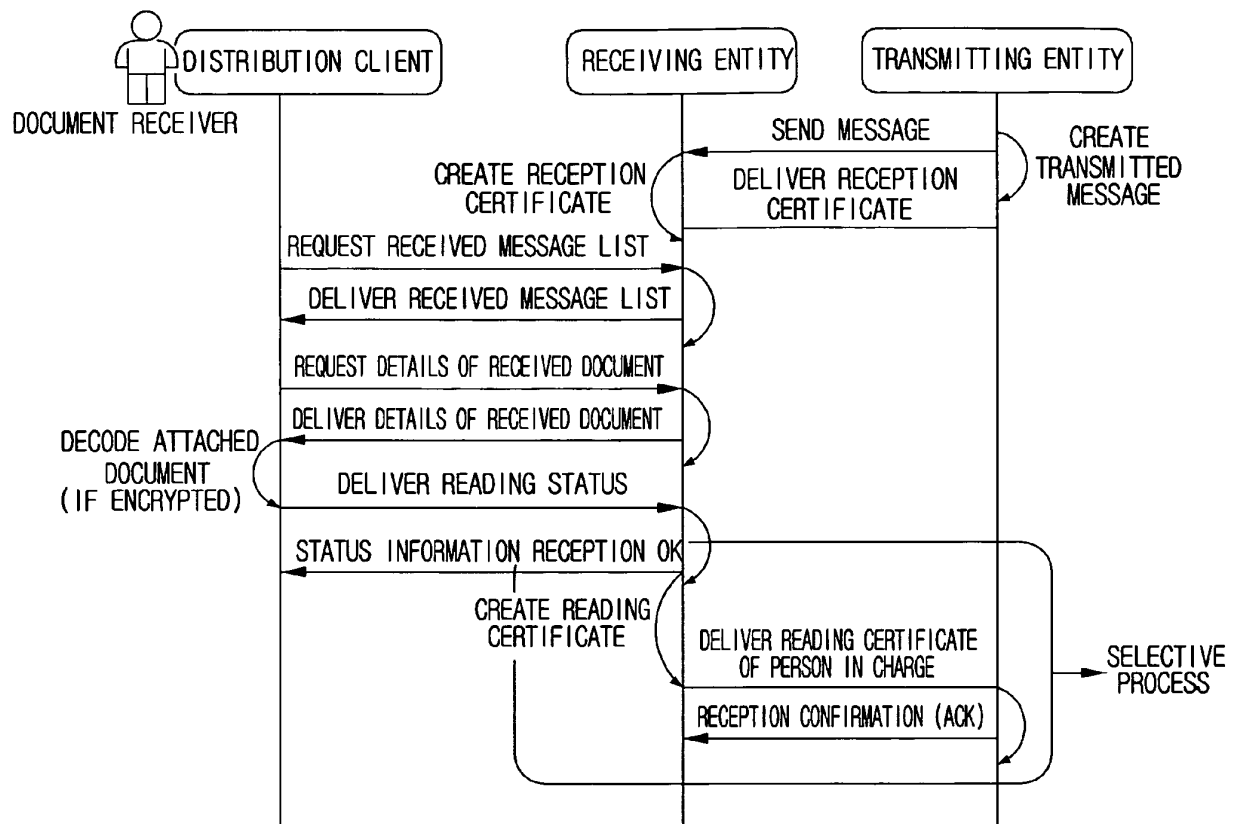 DISTRIBUTION CLIENT
RECEIVING ENTITY
TRANSMITTING ENTITY
DOCUMENT RECEIVER
SEND MESSAGE
CREATE
TRANSMITTED
MESSAGE
CREATE RECEPTION
CERTIFICATE
DELIVER RECEPTION
CERTIFICATE
REQUEST RECEIVED MESSAGE LIST
DELIVER RECEIVED MESSAGE LIST
REQUEST DETAILS OF RECEIVED DOCUMENT
DELIVER DETAILS OF RECEIVED DOCUMENT
DECODE ATTACHED
DOCUMENT
(IF ENCRYPTED)
DELIVER READING STATUS
STATUS INFORMATION RECEPTION OK
CREATE READING
CERTIFICATE
DELIVER READING CERTIFICATE
OF PERSON IN CHARGE
SELECTIVE
PROCESS
RECEPTION CONFIRMATION (ACK)